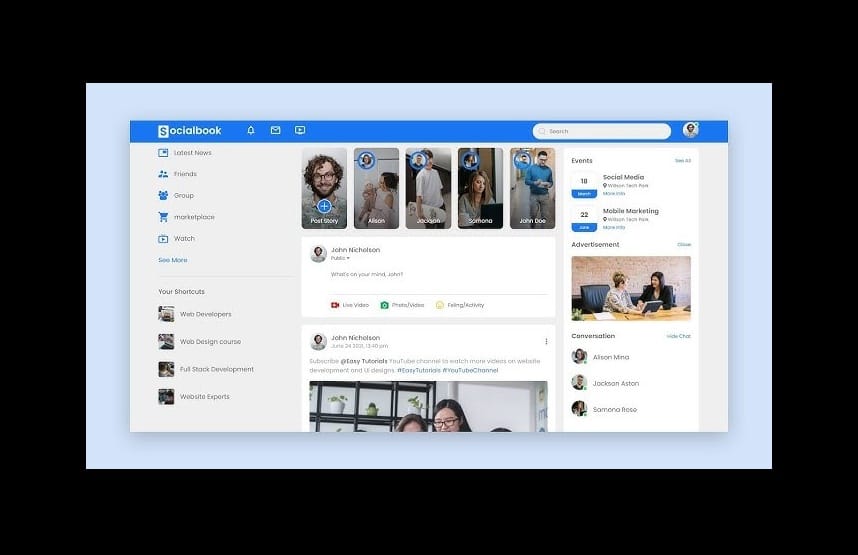 Socialbook
Search
Latest News
Friends
Group
marketplace
Watch
See More
Your Shortcuts
Web Developers
Web Design course
Full Stack Development
Website Experts
Post Story
Alison
Jackson
Samona
John Doe
John Nicholson
Public
What's on your mind, John?
Live Video
Photo/Video
Feling/Activity
John Nicholson
June 24 2021, 13:40 pm
Subscribe @Easy Tutorials YouTube channel to watch more videos on website
development and UI designs. #EasyTutorials #YouTubeChannel
Events
See All
18
March
Social Media
Willson Tech Park
More Info
22
June
Mobile Marketing
Willson Tech Park
More Info
Advertisement
Close
Conversation
Hide Chat
Alison Mina
Jackson Aston
Samona Rose